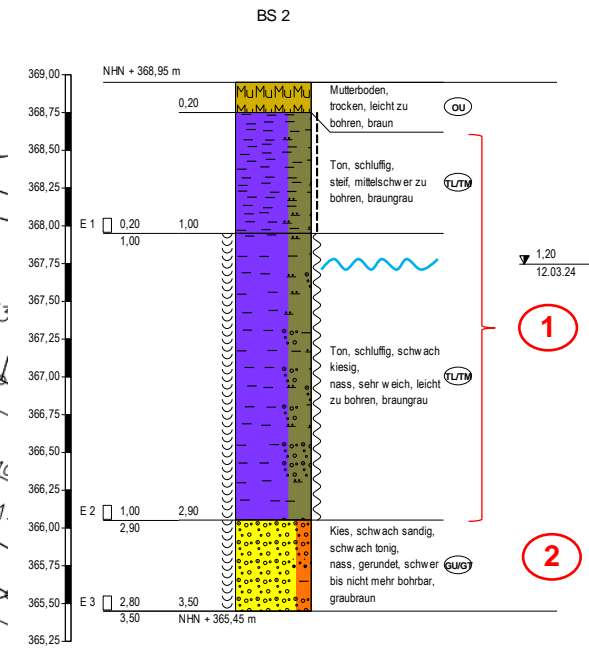 BS 2
369,00
NHN + 368,95 m
368,75
0,20
MuMuMuMu
MuMuMuMu
Mutterboden,
trocken, leicht zu
bohren, braun
OU
368,50
368,25
Ton, schluffig,
steif, mittelschwer zu
bohren, braungrau
TL/TM
368,00
E 1
0,20
1,00
1,00
367,75
1,20
12.03.24
367,50
367,25
1
367,00
Ton, schluffig, schwach
kiesig,
nass, sehr weich, leicht
zu bohren, braungrau
TL/TM
366,75
366,50
366,25
E 2
1,00
2,90
2,90
366,00
Kies, schwach sandig,
schwach tonig,
nass, gerundet, schwer
bis nicht mehr bohrbar,
graubraun
GU/GT
2
365,75
365,50
E 3
2,80
3,50
3,50
NHN + 365,45 m
365,25